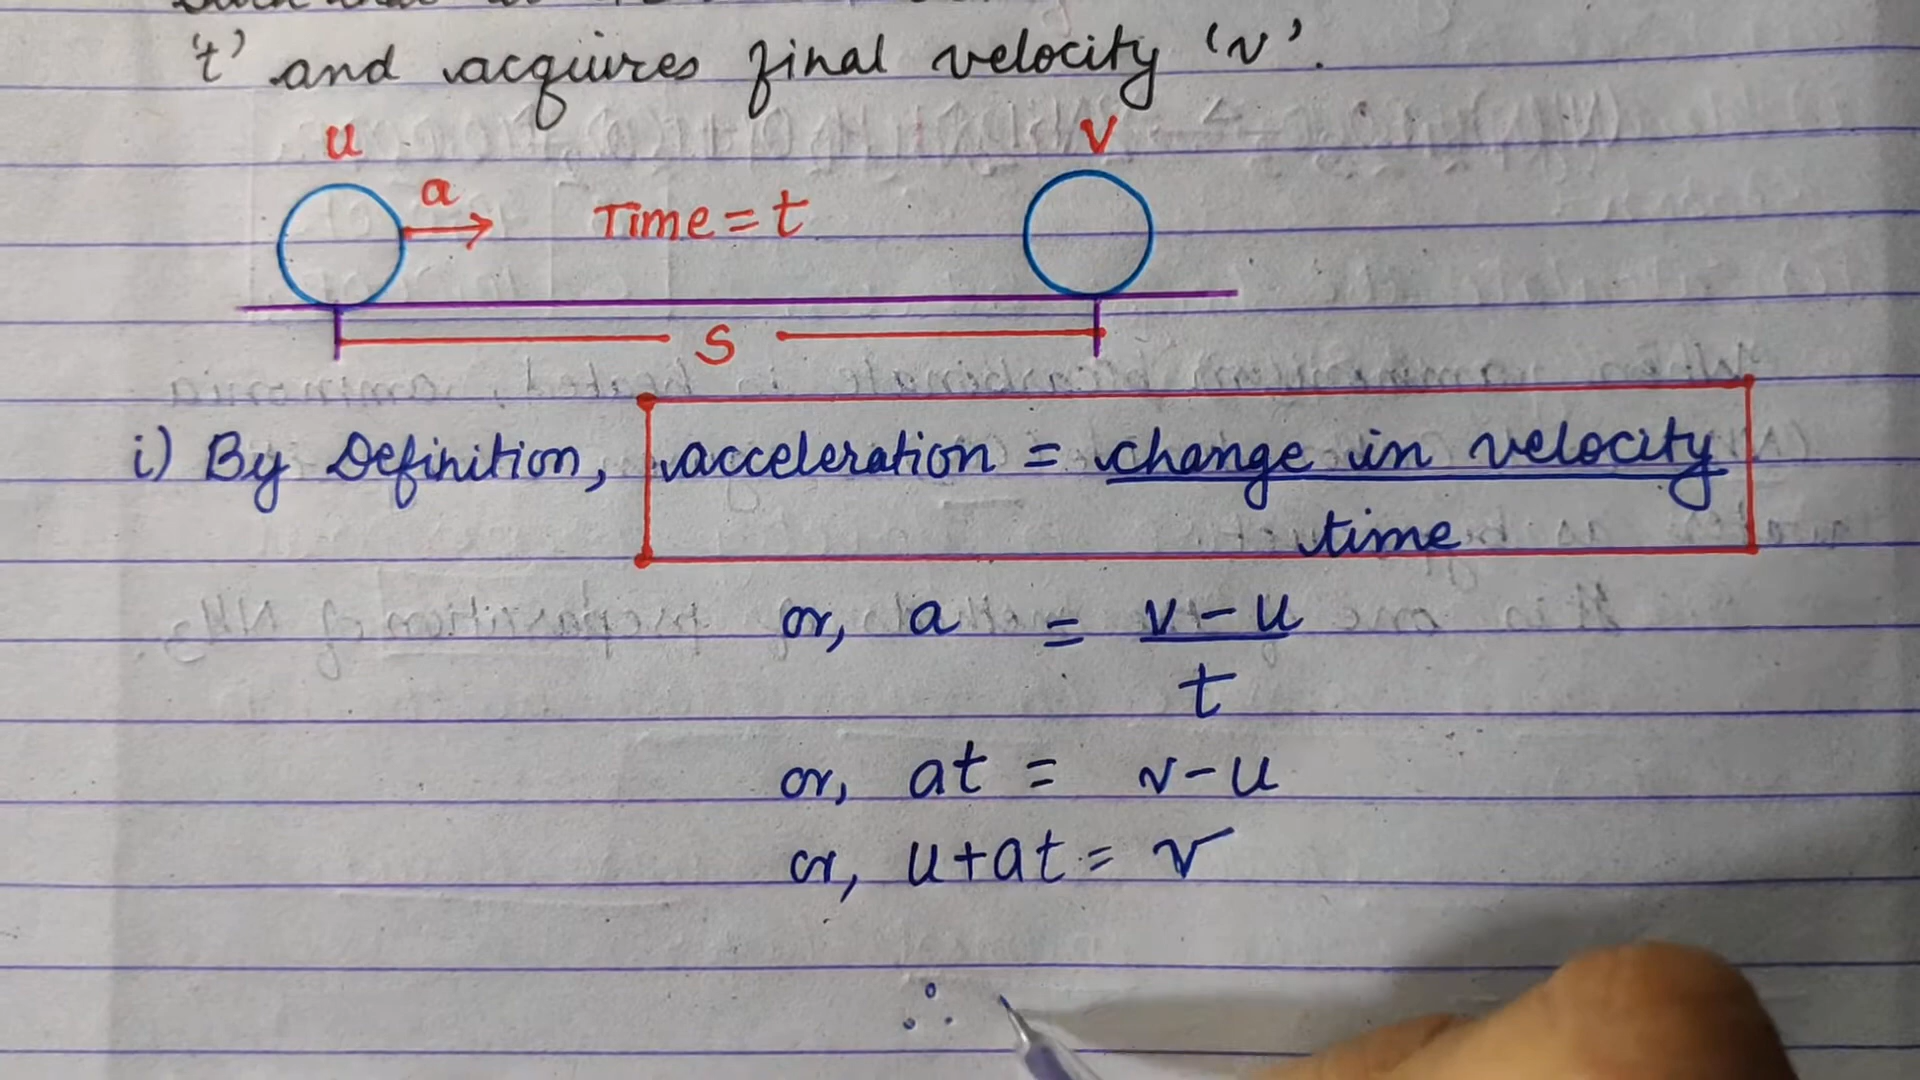 't' and acquires final velocity 'v'.
u
v
a
Time = t
S
i) By Definition, acceleration = change in velocity
time
or, a = v - u
t
or, at = v - u
or, u + at = v
∴